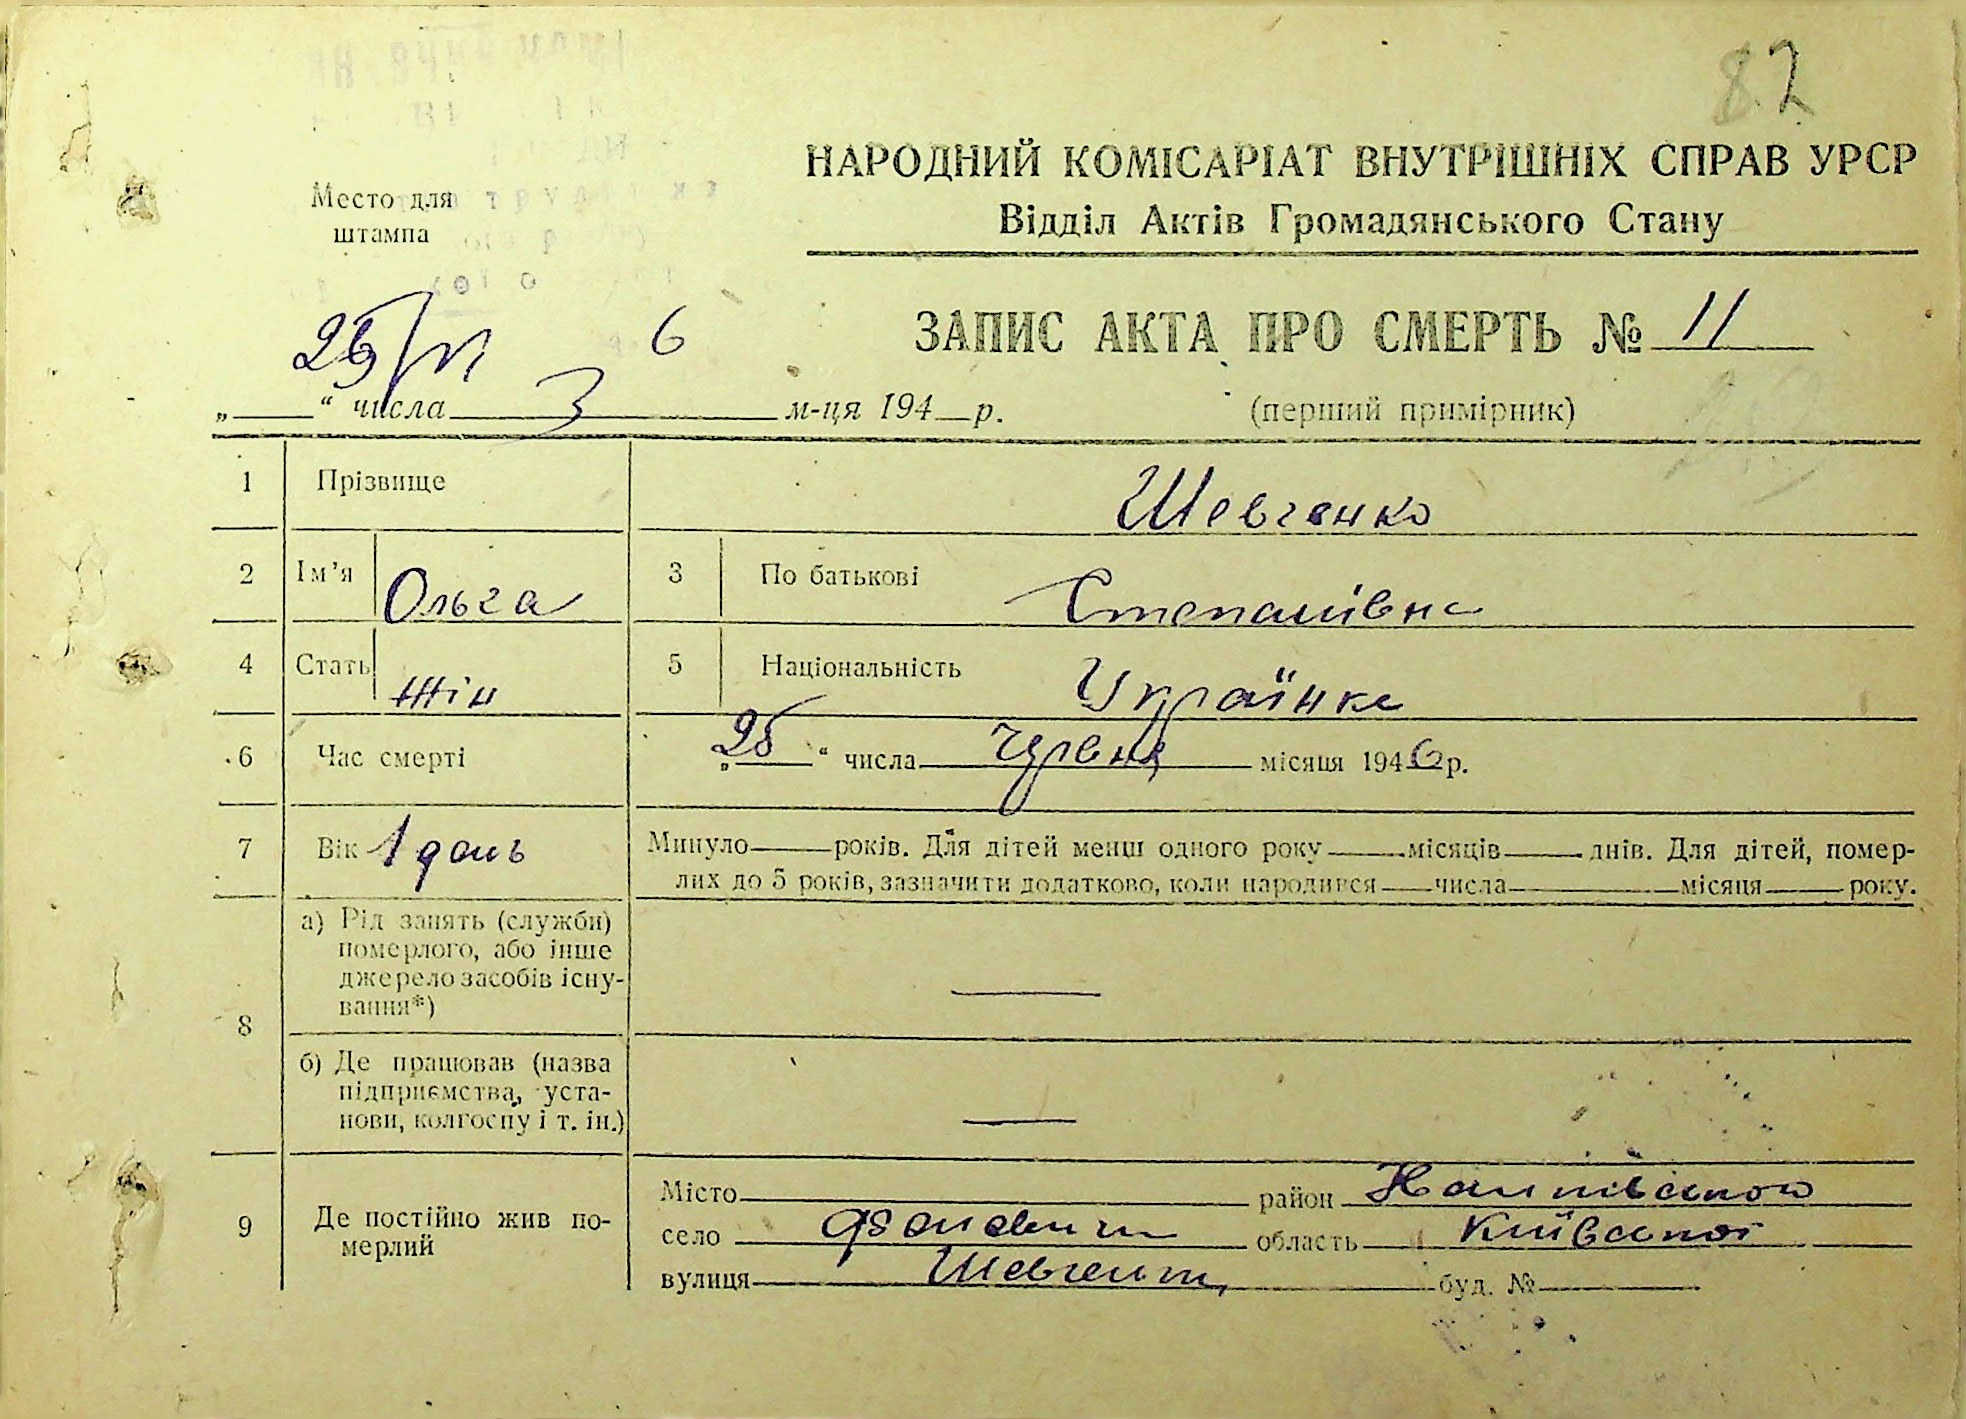 82
НАРОДНИЙ КОМІСАРІАТ ВНУТРІШНІХ СПРАВ УРСР
Відділ Актів Громадянського Стану
Место для
штампа
ЗАПИС АКТА ПРО СМЕРТЬ № 11
6
„ “ числа 3 м-ця 194 р.
(перший примірник)
1 Прізвище Шевченко
2 Ім’я Ольга 3 По батькові Степанівна
4 Стать жін 5 Національність Українка
6 Час смерті „25“ числа Червня місяця 1946 р.
7 Вік 1 день Минуло років. Для дітей менш одного року місяців днів. Для дітей, помер-
лих до 5 років, зазначити додатково, коли народився числа місяця року.
8 а) Рід занять (служби)
померлого, або інше
джерело засобів існу-
вання*) —
б) Де працював (назва
підприємства, уста-
нови, колгоспу і т. ін.) —
9 Де постійно жив по-
мерлий
Місто район
село область Київської
вулиця буд. №